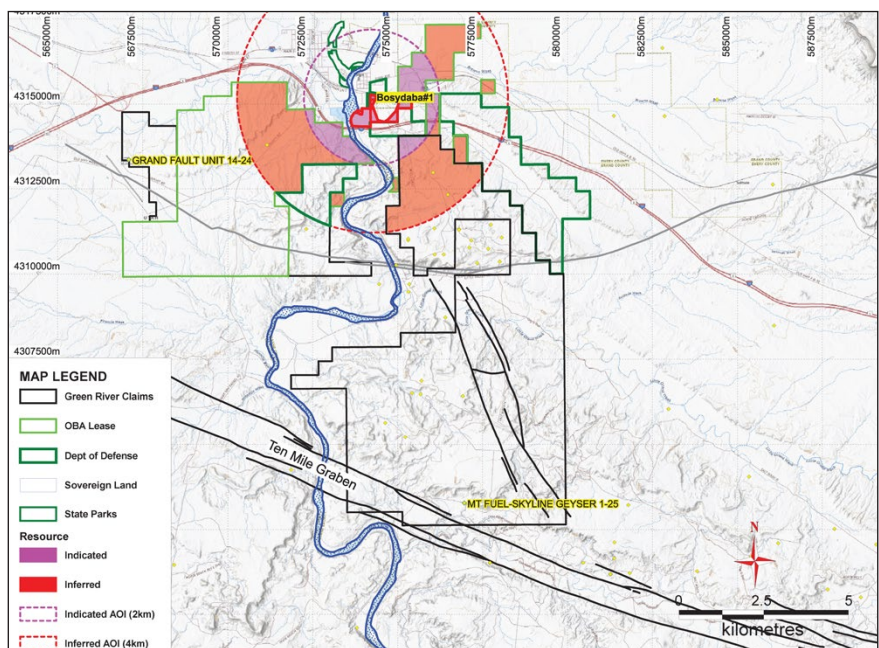 4317500m
565000m
567500m
570000m
572500m
575000m
577500m
580000m
582500m
585000m
587500m
4315000m
Bosydaba#1
GRAND FAULT UNIT 14-24
4312500m
4310000m
4307500m
MAP LEGEND
Green River Claims
OBA Lease
Dept of Defense
Sovereign Land
State Parks
Resource
Indicated
Inferred
Indicated AOI (2km)
Inferred AOI (4km)
Ten Mile Graben
MT FUEL-SKYLINE GEYSER 1-25
N
0 2.5 5
kilometres